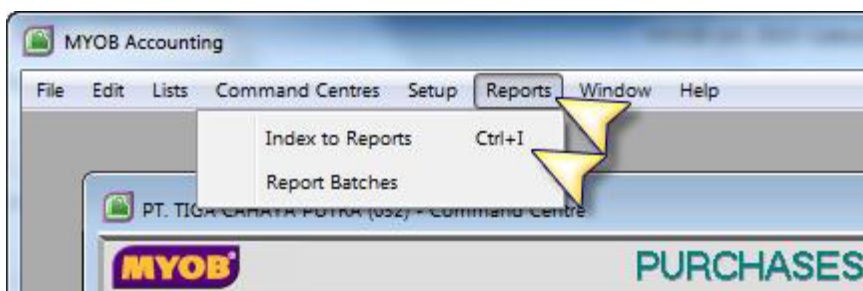 MYOB Accounting
File Edit Lists Command Centres Setup Reports Window Help
Index to Reports Ctrl+I
Report Batches
PT. TIGA CAHAYA PUTRA (052) - Command Centre
MYOB PURCHASES